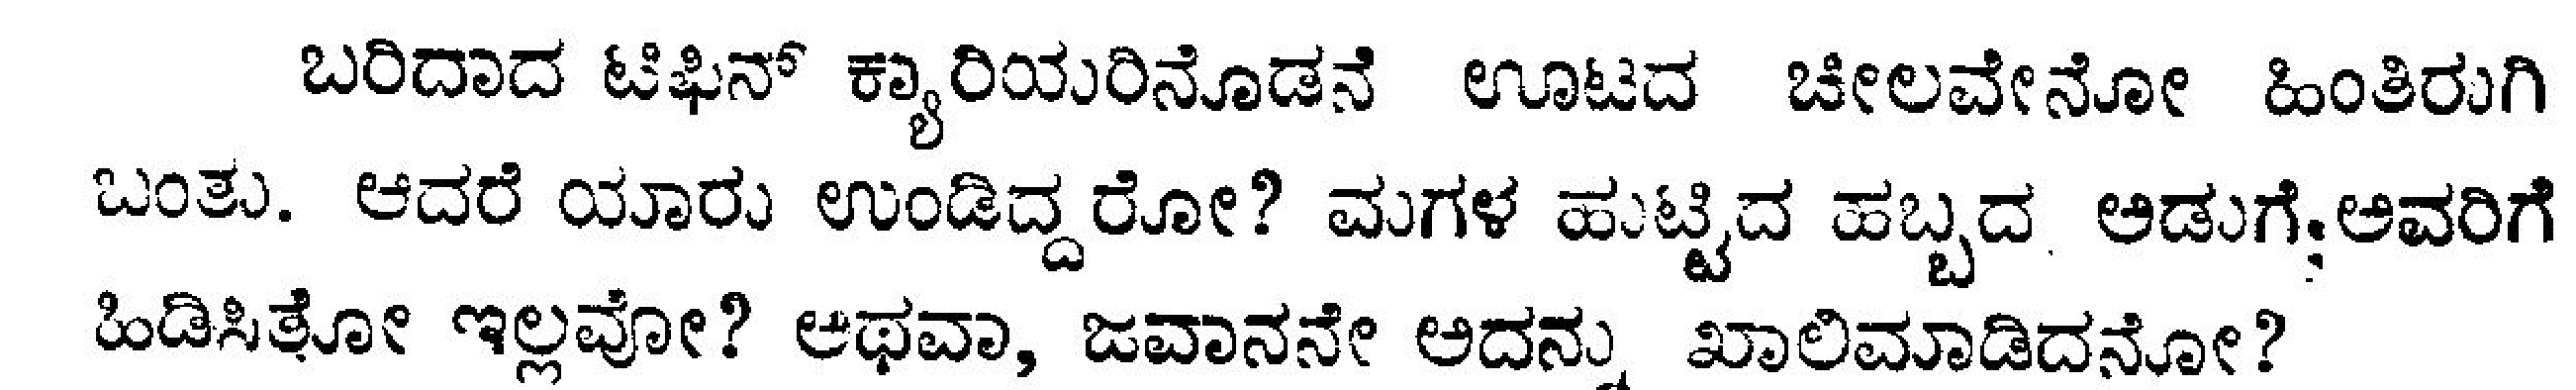 ಬರಿದಾದ ಟಿಫಿನ್ ಕ್ಯಾರಿಯರಿನೊಡನೆ ಊಟದ ಚೀಲವೇನೋ ಹಿಂತಿರುಗಿ
ಬಂತು. ಆದರೆ ಯಾರು ಉಂಡಿದ್ದರೋ? ಮಗಳ ಹುಟ್ಟಿದ ಹಬ್ಬದ ಅಡುಗೆ; ಅವರಿಗೆ
ಹಿಡಿಸಿತೋ ಇಲ್ಲವೋ? ಅಥವಾ, ಜವಾನನೇ ಅದನ್ನು ಖಾಲಿಮಾಡಿದನೋ?